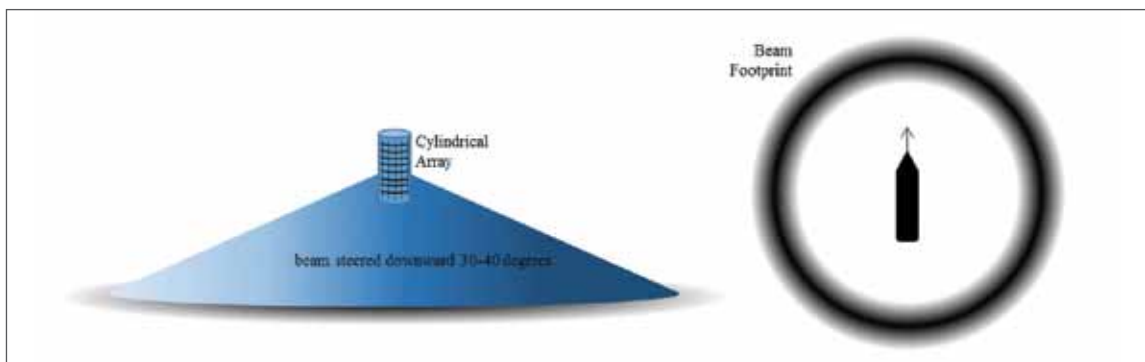 Beam
Footprint
Cylindrical
Array
beam steered downward 30-40 degrees